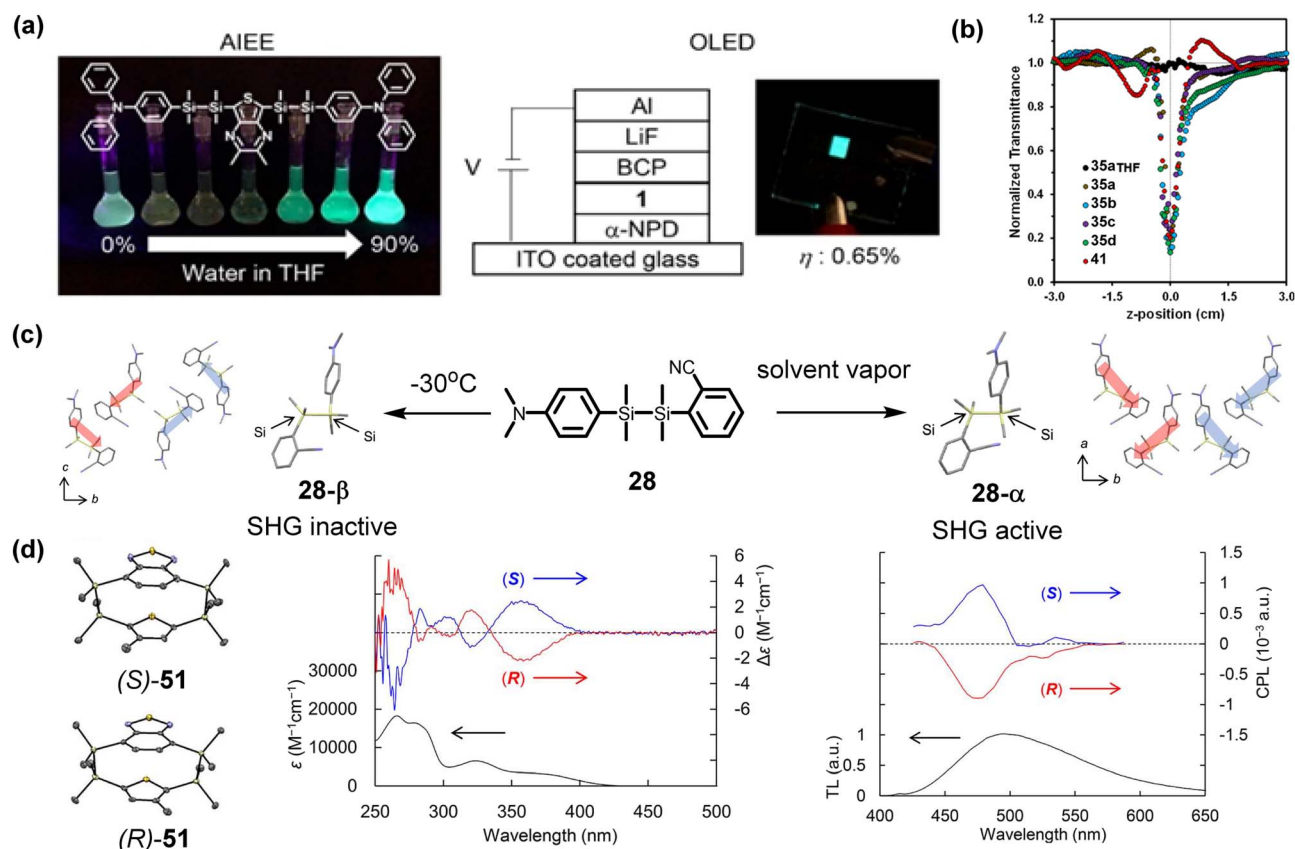 (a)
AIEE
N
Si
Si
S
Si
Si
N
N
N
0%
90%
Water in THF
OLED
V
Al
LiF
BCP
1
α-NPD
ITO coated glass
η : 0.65%
(b)
Normalized Transmittance
1.2
1.0
0.8
0.6
0.4
0.2
0.0
35aTHF
35a
35b
35c
35d
41
-3.0 -1.5 0.0 1.5 3.0
z-position (cm)
(c)
c
b
Si
Si
28-β
SHG inactive
-30°C
N
Si
Si
NC
28
solvent vapor
Si
Si
28-α
SHG active
a
b
(d)
(S)-51
(R)-51
30000
20000
10000
0
ε (M⁻¹cm⁻¹)
(S)
(R)
6
4
2
0
-2
-4
-6
Δε (M⁻¹cm⁻¹)
250 300 350 400 450 500
Wavelength (nm)
TL (a.u.)
1
0.5
0
(S)
(R)
1.5
1
0.5
0
-0.5
-1
-1.5
CPL (10⁻³ a.u.)
400 450 500 550 600 650
Wavelength (nm)